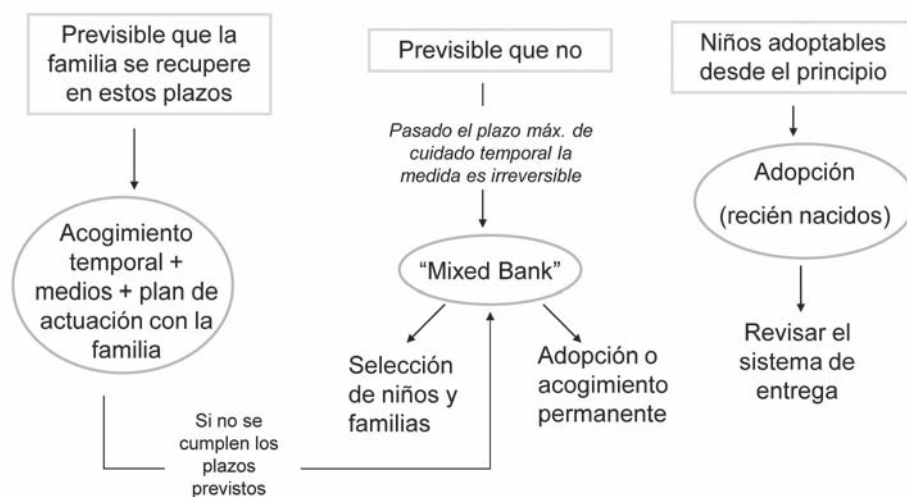 Previsible que la
familia se recupere
en estos plazos
Previsible que no
Niños adoptables
desde el principio
Pasado el plazo máx. de
cuidado temporal la
medida es irreversible
Adopción
(recién nacidos)
Acogimiento
temporal +
medios + plan de
actuación con la
familia
“Mixed Bank”
Selección
de niños y
familias
Adopción o
acogimiento
permanente
Revisar el
sistema de
entrega
Si no se
cumplen los
plazos
previstos